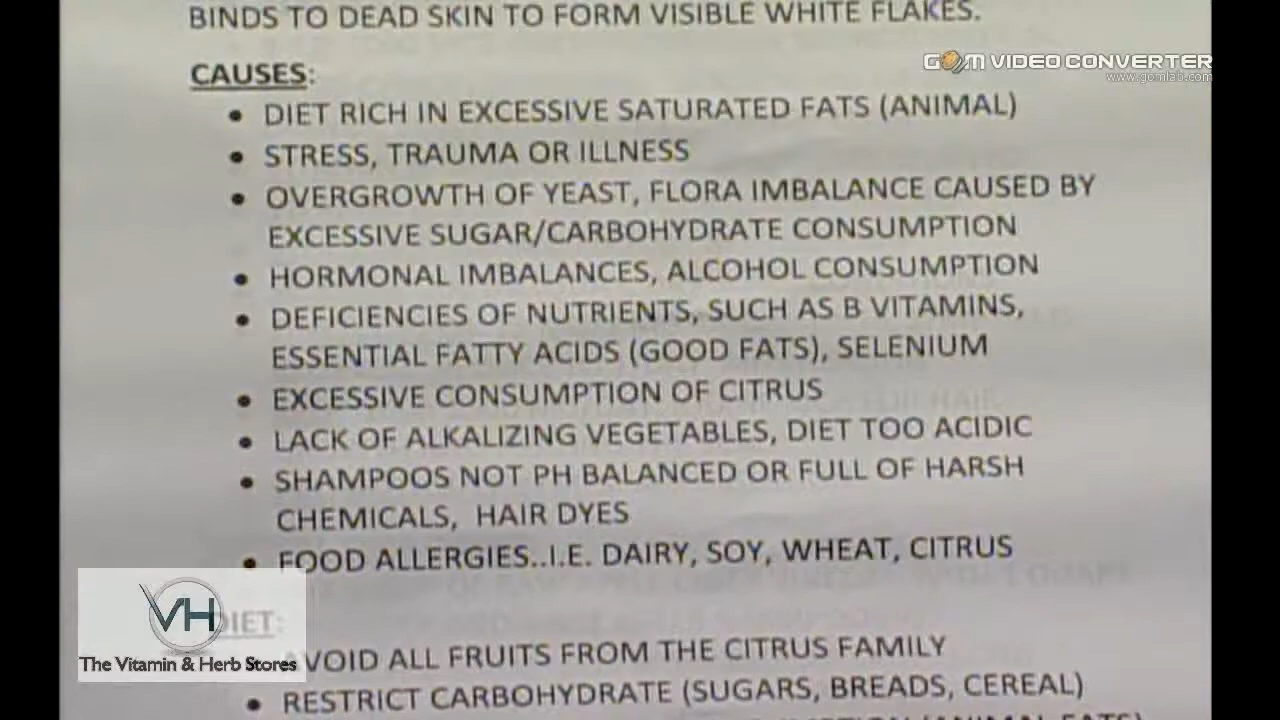 BINDS TO DEAD SKIN TO FORM VISIBLE WHITE FLAKES.
GOM VIDEO CONVERTER
www.gomlab.com
CAUSES:
• DIET RICH IN EXCESSIVE SATURATED FATS (ANIMAL)
• STRESS, TRAUMA OR ILLNESS
• OVERGROWTH OF YEAST, FLORA IMBALANCE CAUSED BY
EXCESSIVE SUGAR/CARBOHYDRATE CONSUMPTION
• HORMONAL IMBALANCES, ALCOHOL CONSUMPTION
• DEFICIENCIES OF NUTRIENTS, SUCH AS B VITAMINS,
ESSENTIAL FATTY ACIDS (GOOD FATS), SELENIUM
• EXCESSIVE CONSUMPTION OF CITRUS
• LACK OF ALKALIZING VEGETABLES, DIET TOO ACIDIC
• SHAMPOOS NOT PH BALANCED OR FULL OF HARSH
CHEMICALS, HAIR DYES
• FOOD ALLERGIES..I.E. DAIRY, SOY, WHEAT, CITRUS
VH
The Vitamin & Herb Stores
DIET:
AVOID ALL FRUITS FROM THE CITRUS FAMILY
• RESTRICT CARBOHYDRATE (SUGARS, BREADS, CEREAL)